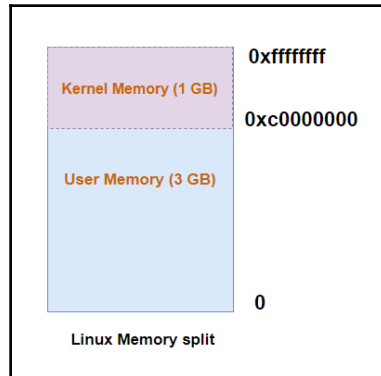 0xffffffff
Kernel Memory (1 GB)
0xc0000000
User Memory (3 GB)
0
Linux Memory split